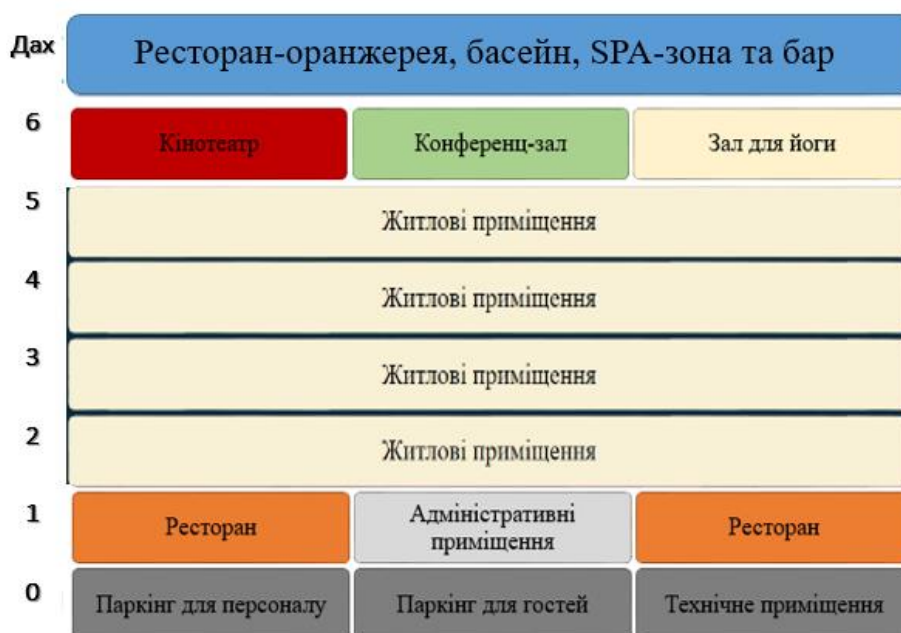 Дах
Ресторан-оранжерея, басейн, SPA-зона та бар
6
Кінотеатр
Конференц-зал
Зал для йоги
5
Житлові приміщення
4
Житлові приміщення
3
Житлові приміщення
2
Житлові приміщення
1
Ресторан
Адміністративні
приміщення
Ресторан
0
Паркінг для персоналу
Паркінг для гостей
Технічне приміщення